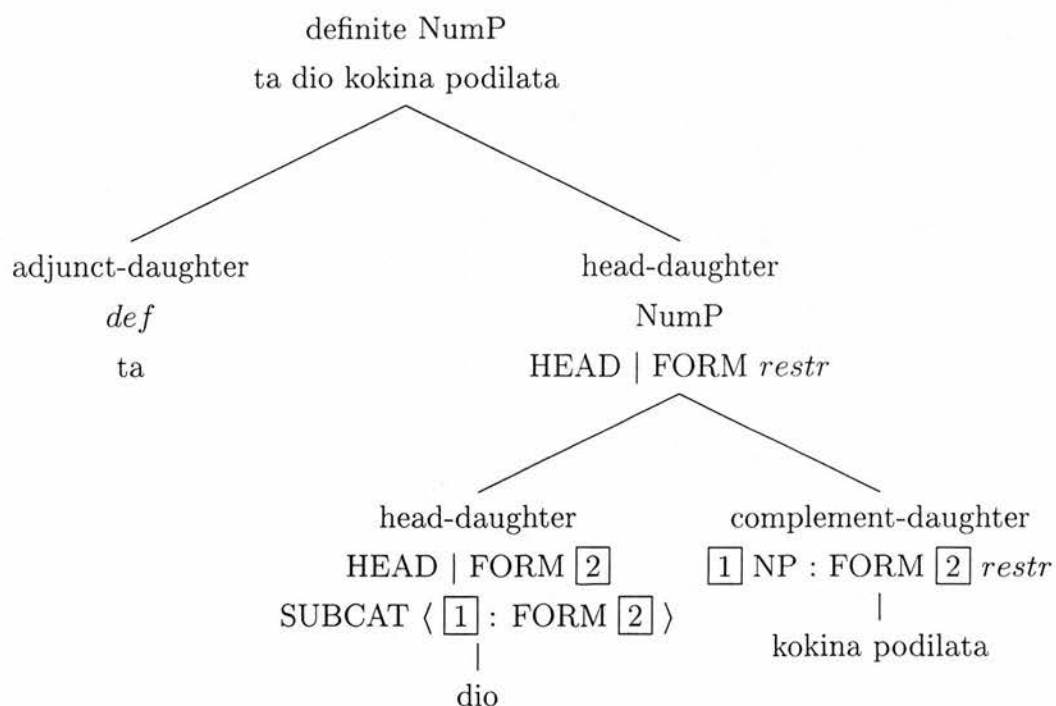 definite NumP
ta dio kokina podilata
adjunct-daughter head-daughter
def NumP
ta HEAD | FORM restr
head-daughter complement-daughter
HEAD | FORM 2 1 NP : FORM 2 restr
SUBCAT ⟨ 1 : FORM 2 ⟩
kokina podilata
dio